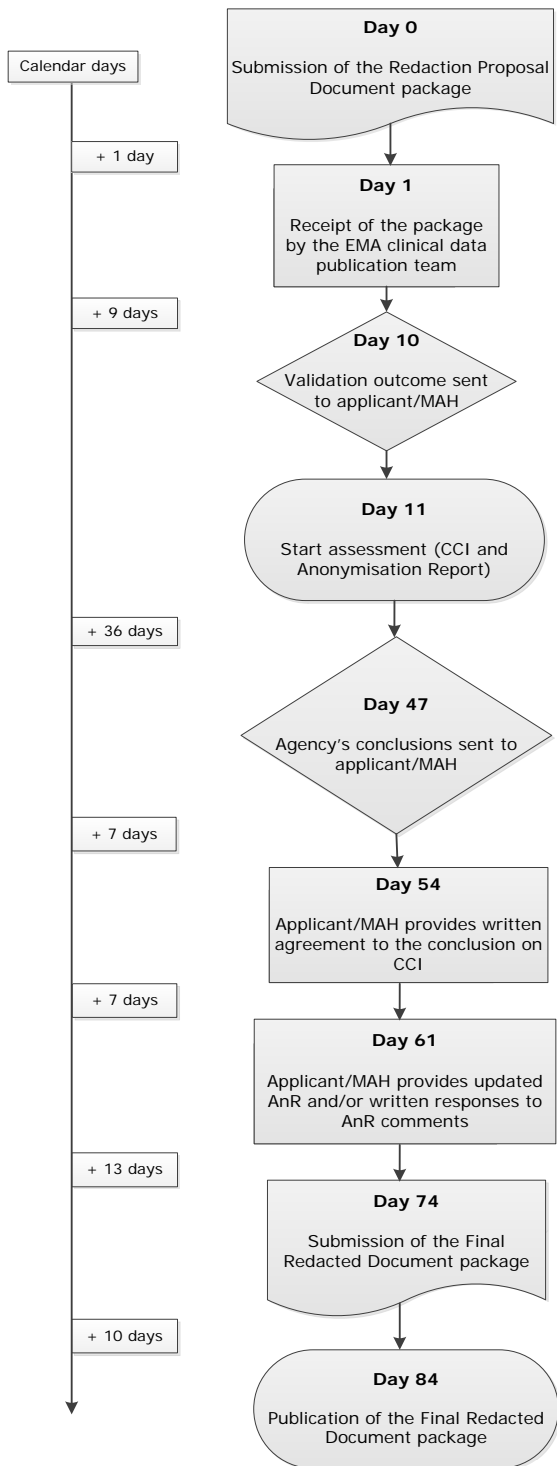 Calendar days
+ 1 day
+ 9 days
+ 36 days
+ 7 days
+ 7 days
+ 13 days
+ 10 days
Day 0
Submission of the Redaction Proposal
Document package
Day 1
Receipt of the package
by the EMA clinical data
publication team
Day 10
Validation outcome sent
to applicant/MAH
Day 11
Start assessment (CCI and
Anonymisation Report)
Day 47
Agency's conclusions sent to
applicant/MAH
Day 54
Applicant/MAH provides written
agreement to the conclusion on
CCI
Day 61
Applicant/MAH provides updated
AnR and/or written responses to
AnR comments
Day 74
Submission of the Final
Redacted Document package
Day 84
Publication of the Final Redacted
Document package